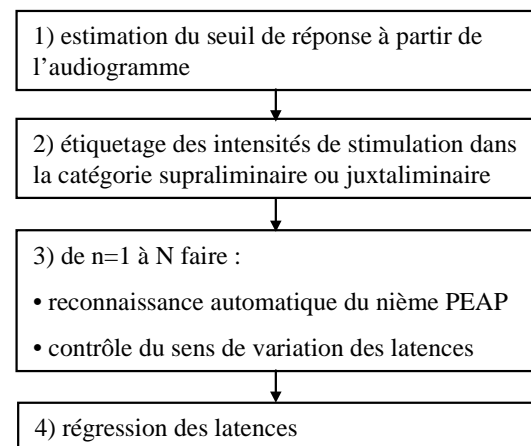 1) estimation du seuil de réponse à partir de
l’audiogramme
2) étiquetage des intensités de stimulation dans
la catégorie supraliminaire ou juxtaliminaire
3) de n=1 à N faire :
• reconnaissance automatique du nième PEAP
• contrôle du sens de variation des latences
4) régression des latences